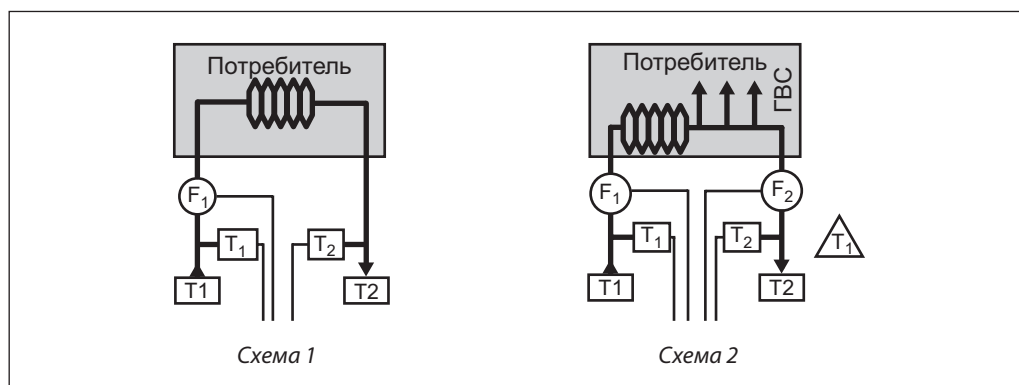 Потребитель
F₁
T₁
T₂
T1
T2
Схема 1
Потребитель
ГВС
F₁
F₂
T₁
T₂
T₁
T1
T2
Схема 2